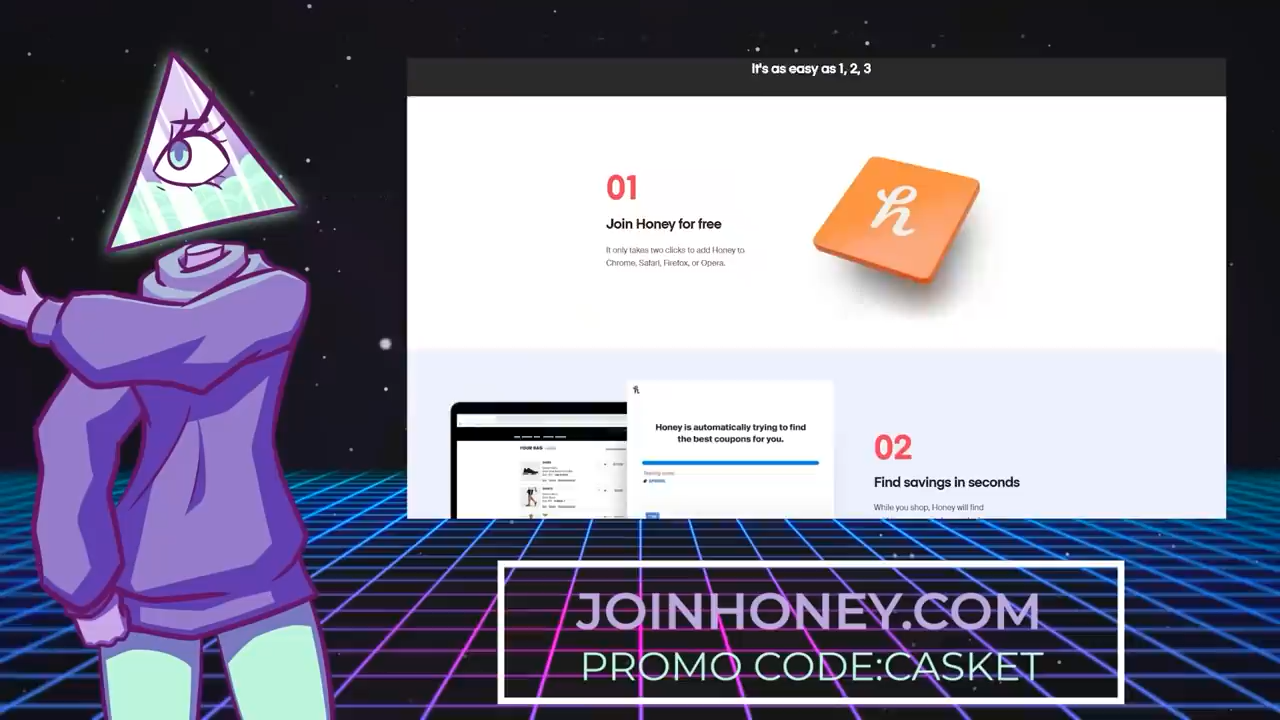 It's as easy as 1, 2, 3
01
Join Honey for free
It only takes two clicks to add Honey to
Chrome, Safari, Firefox, or Opera.
h
Honey is automatically trying to find
the best coupons for you.
YOUR BAG
02
Find savings in seconds
While you shop, Honey will find
JOINHONEY.COM
PROMO CODE:CASKET